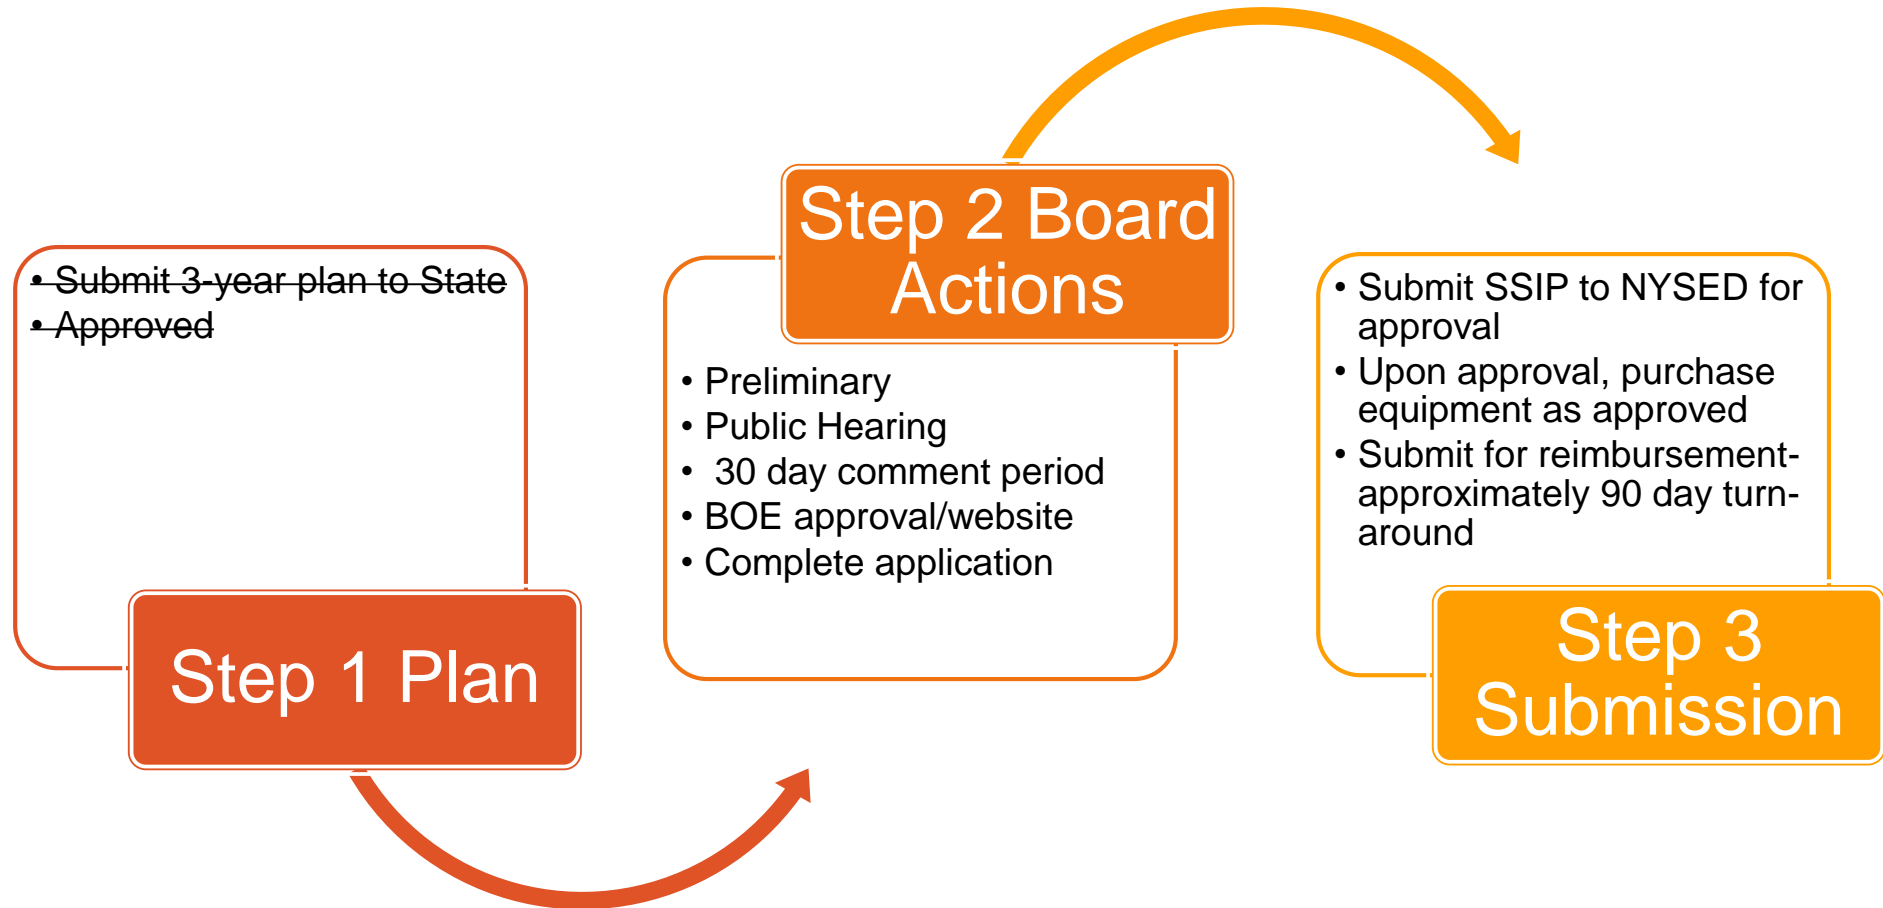 • Submit 3-year plan to State
• Approved
Step 1 Plan
Step 2 Board
Actions
• Preliminary
• Public Hearing
• 30 day comment period
• BOE approval/website
• Complete application
• Submit SSIP to NYSED for
approval
• Upon approval, purchase
equipment as approved
• Submit for reimbursement-
approximately 90 day turn-
around
Step 3
Submission